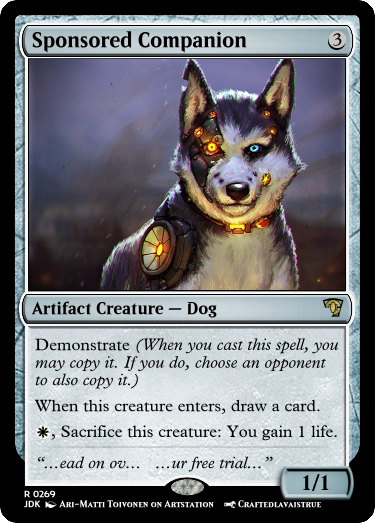 Sponsored Companion 3
Artifact Creature — Dog
Demonstrate (When you cast this spell, you
may copy it. If you do, choose an opponent
to also copy it.)
When this creature enters, draw a card.
, Sacrifice this creature: You gain 1 life.
“…ead on ov… …ur free trial…”
1/1
R 0269
JDK Ari-Matti Toivonen on Artstation Craftedlavaistrue